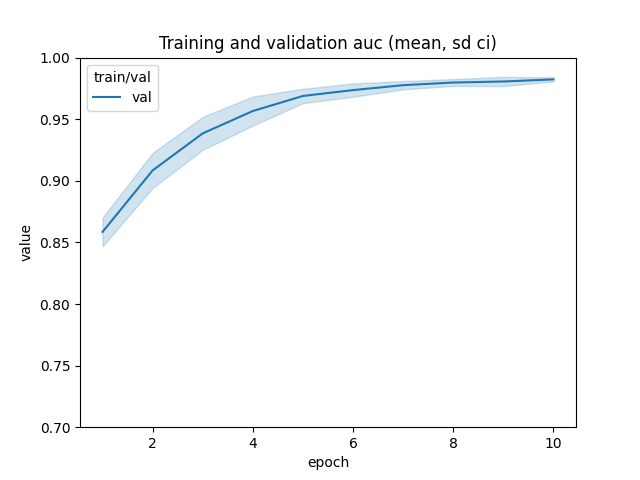 Training and validation auc (mean, sd ci)
train/val
val
1.00
0.95
0.90
0.85
0.80
0.75
0.70
value
2 4 6 8 10
epoch